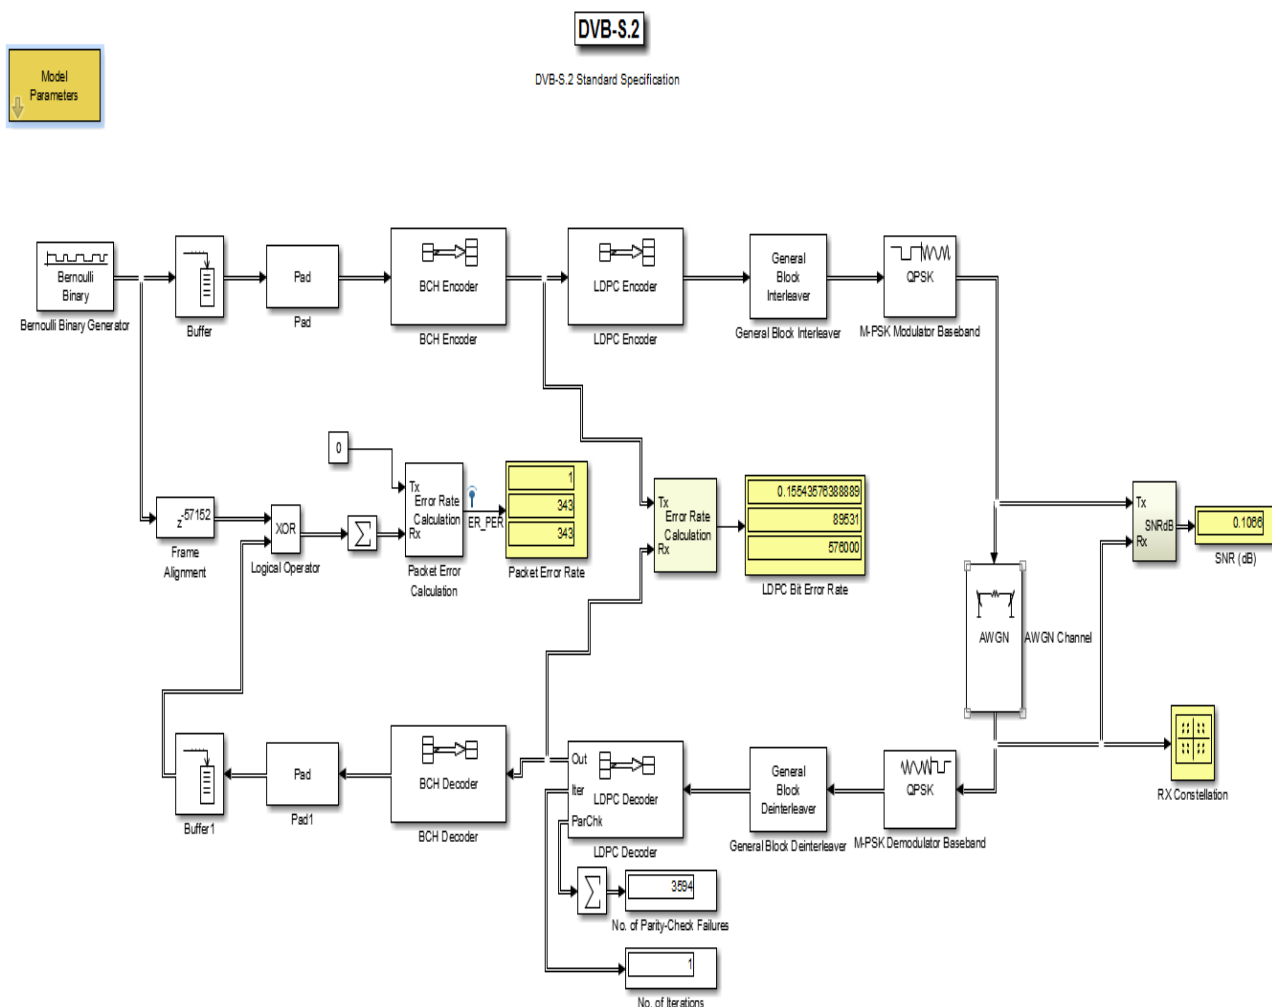 DVB-S.2
DVB-S.2 Standard Specification
Model
Parameters
Bernoulli
Binary
Bernoulli Binary Generator
Buffer
Pad
Pad
BCH Encoder
BCH Encoder
LDPC Encoder
LDPC Encoder
General
Block
Interleaver
General Block Interleaver
QPSK
M-PSK Modulator Baseband
0
Tx
Error Rate
Calculation
Rx
Packet Error
Calculation
ER_PER
1
343
343
Packet Error Rate
z-57152
Frame
Alignment
XOR
Logical Operator
Σ
Tx
Error Rate
Calculation
Rx
0.15543576388889
89531
576000
LDPC Bit Error Rate
Tx
SNRdB
Rx
0.1066
SNR (dB)
AWGN
AWGN Channel
RX Constellation
Buffer1
Pad
Pad1
BCH Decoder
BCH Decoder
Out
Iter
ParChk
LDPC Decoder
LDPC Decoder
General
Block
Deinterleaver
General Block Deinterleaver
QPSK
M-PSK Demodulator Baseband
Σ
3594
No. of Parity-Check Failures
1
No. of Iterations